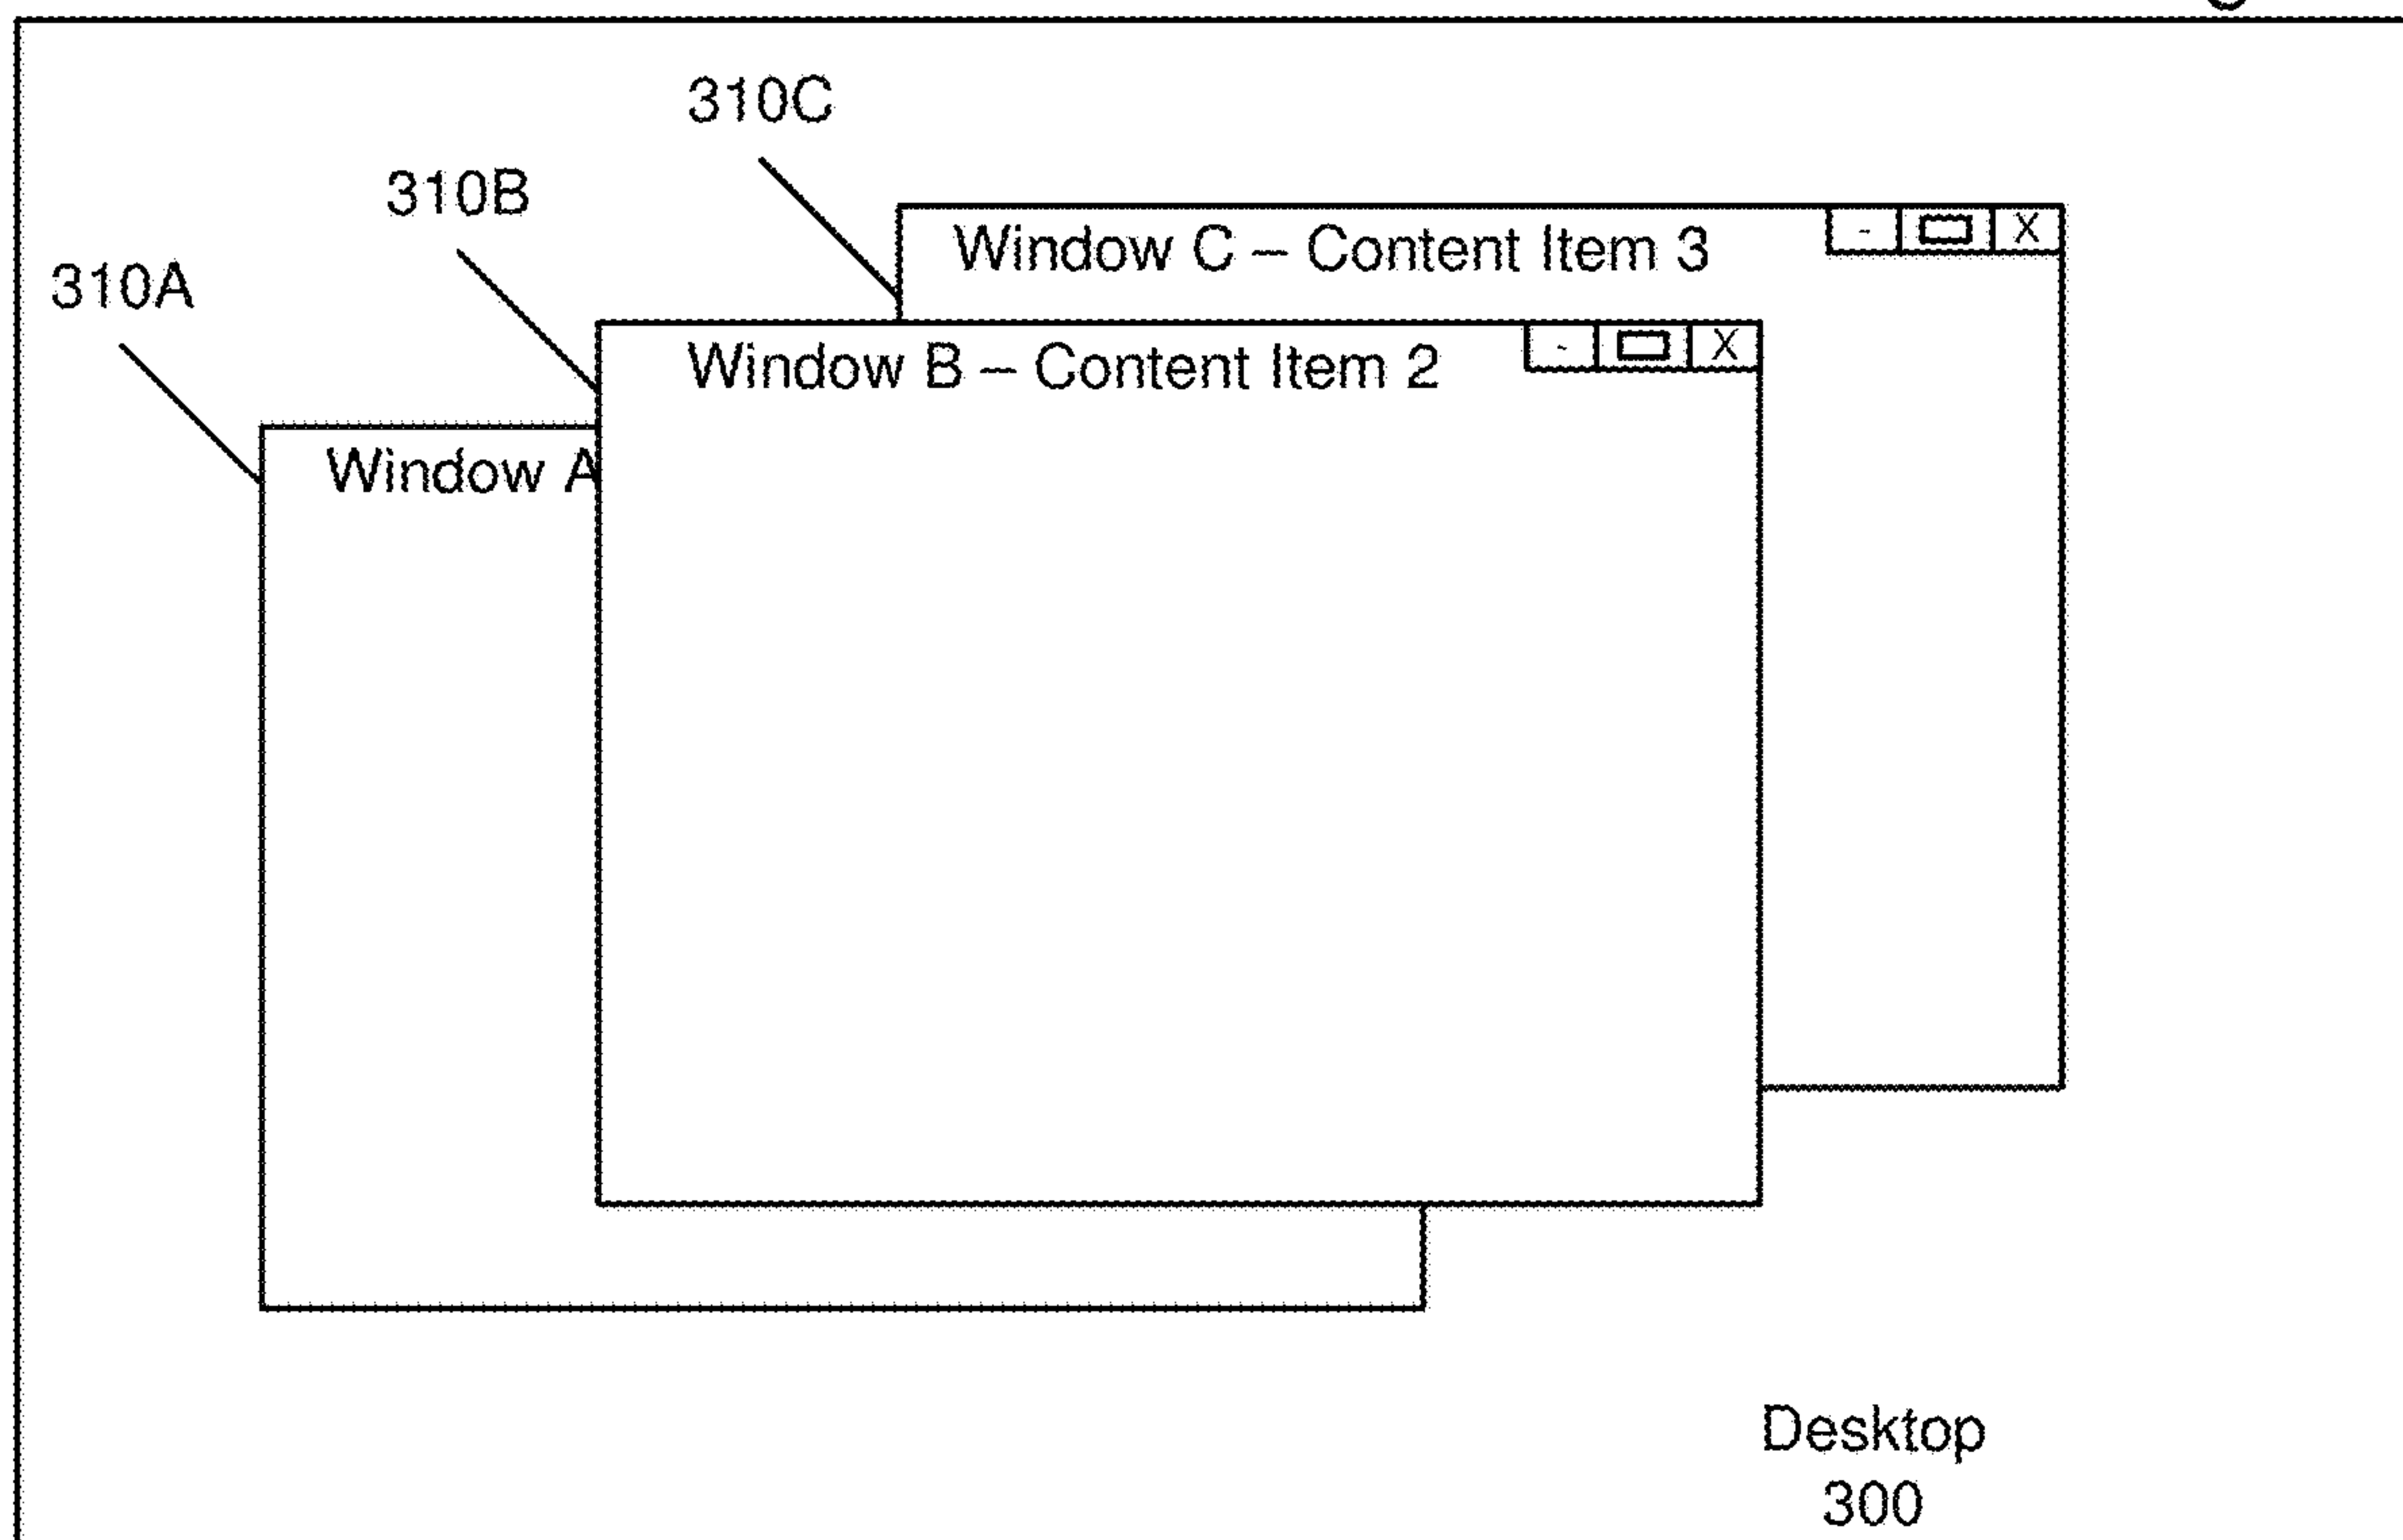 310C
310B
310A
Window C – Content Item 3
- X
Window B – Content Item 2
- X
Window A
Desktop
300